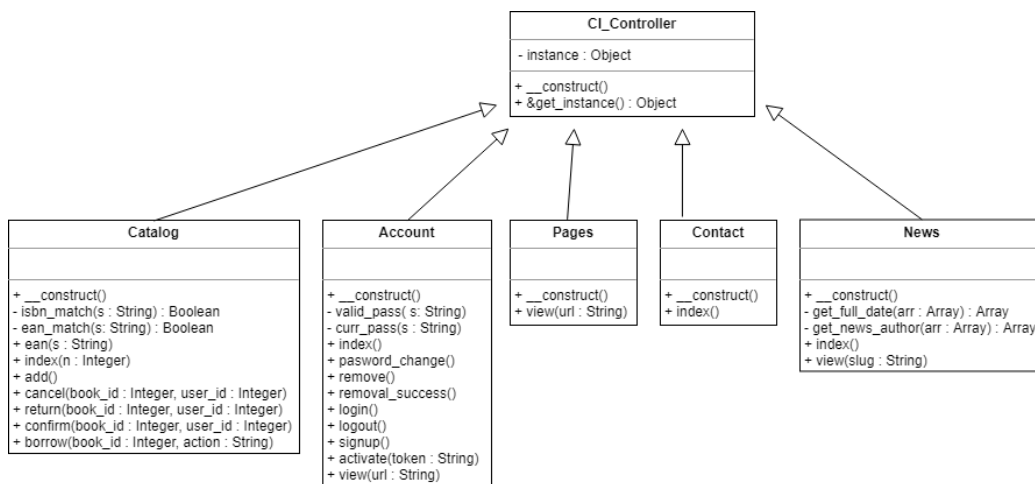 CI_Controller
- instance : Object
+ __construct()
+ &get_instance() : Object
Catalog
+ __construct()
- isbn_match(s : String) : Boolean
- ean_match(s: String) : Boolean
+ ean(s : String)
+ index(n : Integer)
+ add()
+ cancel(book_id : Integer, user_id : Integer)
+ return(book_id : Integer, user_id : Integer)
+ confirm(book_id : Integer, user_id : Integer)
+ borrow(book_id : Integer, action : String)
Account
+ __construct()
- valid_pass( s: String)
- curr_pass(s : String)
+ index()
+ pasword_change()
+ remove()
+ removal_success()
+ login()
+ logout()
+ signup()
+ activate(token : String)
+ view(url : String)
Pages
+ __construct()
+ view(url : String)
Contact
+ __construct()
+ index()
News
+ __construct()
- get_full_date(arr : Array) : Array
- get_news_author(arr : Array) : Array
+ index()
+ view(slug : String)